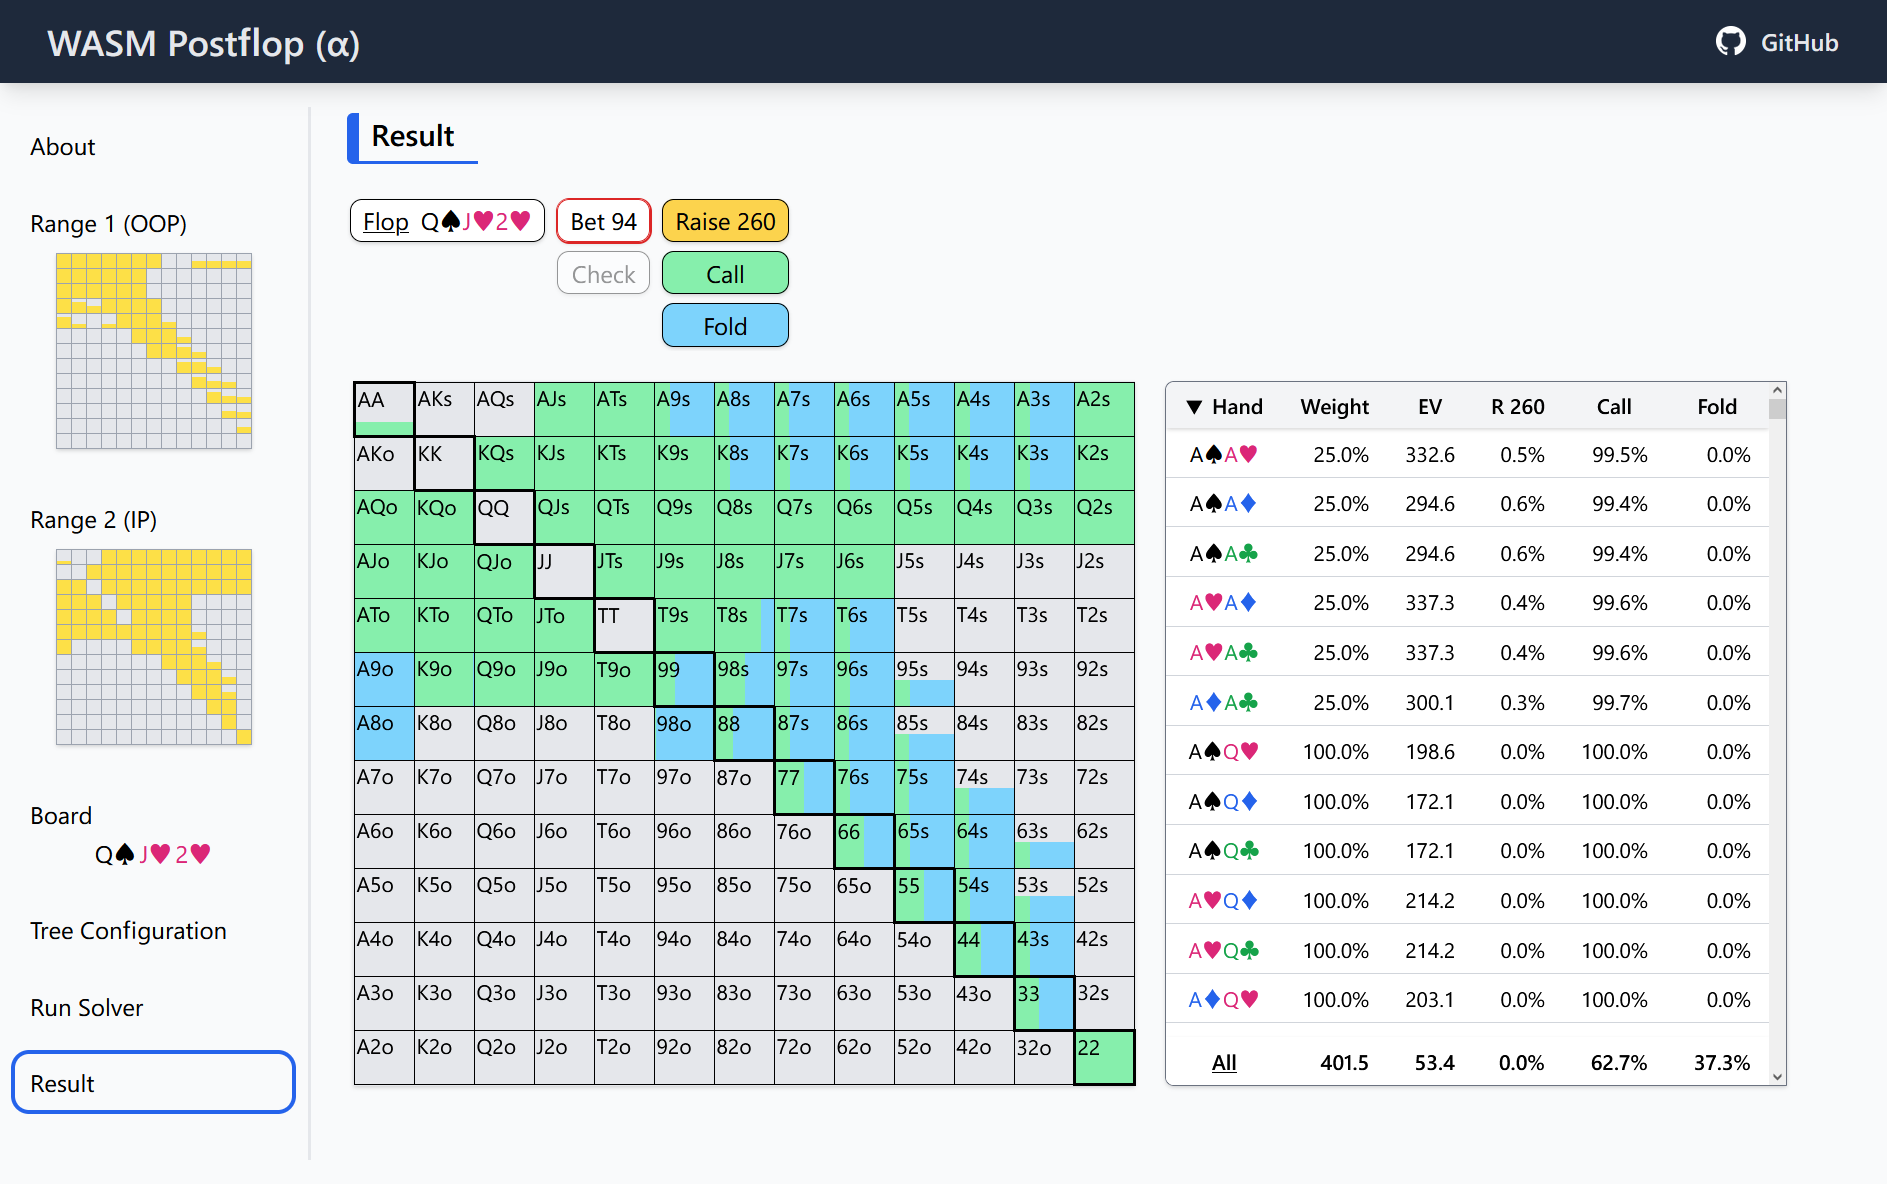 WASM Postflop (α)
GitHub
About
Range 1 (OOP)
Range 2 (IP)
Board
Q♠J♥2♥
Tree Configuration
Run Solver
Result
Result
Flop Q♠J♥2♥
Bet 94
Raise 260
Check
Call
Fold
AA AKs AQs AJs ATs A9s A8s A7s A6s A5s A4s A3s A2s
AKo KK KQs KJs KTs K9s K8s K7s K6s K5s K4s K3s K2s
AQo KQo QQ QJs QTs Q9s Q8s Q7s Q6s Q5s Q4s Q3s Q2s
AJo KJo QJo JJ JTs J9s J8s J7s J6s J5s J4s J3s J2s
ATo KTo QTo JTo TT T9s T8s T7s T6s T5s T4s T3s T2s
A9o K9o Q9o J9o T9o 99 98s 97s 96s 95s 94s 93s 92s
A8o K8o Q8o J8o T8o 98o 88 87s 86s 85s 84s 83s 82s
A7o K7o Q7o J7o T7o 97o 87o 77 76s 75s 74s 73s 72s
A6o K6o Q6o J6o T6o 96o 86o 76o 66 65s 64s 63s 62s
A5o K5o Q5o J5o T5o 95o 85o 75o 65o 55 54s 53s 52s
A4o K4o Q4o J4o T4o 94o 84o 74o 64o 54o 44 43s 42s
A3o K3o Q3o J3o T3o 93o 83o 73o 63o 53o 43o 33 32s
A2o K2o Q2o J2o T2o 92o 82o 72o 62o 52o 42o 32o 22
▼ Hand Weight EV R 260 Call Fold
A♠A♥ 25.0% 332.6 0.5% 99.5% 0.0%
A♠A♦ 25.0% 294.6 0.6% 99.4% 0.0%
A♠A♣ 25.0% 294.6 0.6% 99.4% 0.0%
A♥A♦ 25.0% 337.3 0.4% 99.6% 0.0%
A♥A♣ 25.0% 337.3 0.4% 99.6% 0.0%
A♦A♣ 25.0% 300.1 0.3% 99.7% 0.0%
A♠Q♥ 100.0% 198.6 0.0% 100.0% 0.0%
A♠Q♦ 100.0% 172.1 0.0% 100.0% 0.0%
A♠Q♣ 100.0% 172.1 0.0% 100.0% 0.0%
A♥Q♦ 100.0% 214.2 0.0% 100.0% 0.0%
A♥Q♣ 100.0% 214.2 0.0% 100.0% 0.0%
A♦Q♥ 100.0% 203.1 0.0% 100.0% 0.0%
All 401.5 53.4 0.0% 62.7% 37.3%